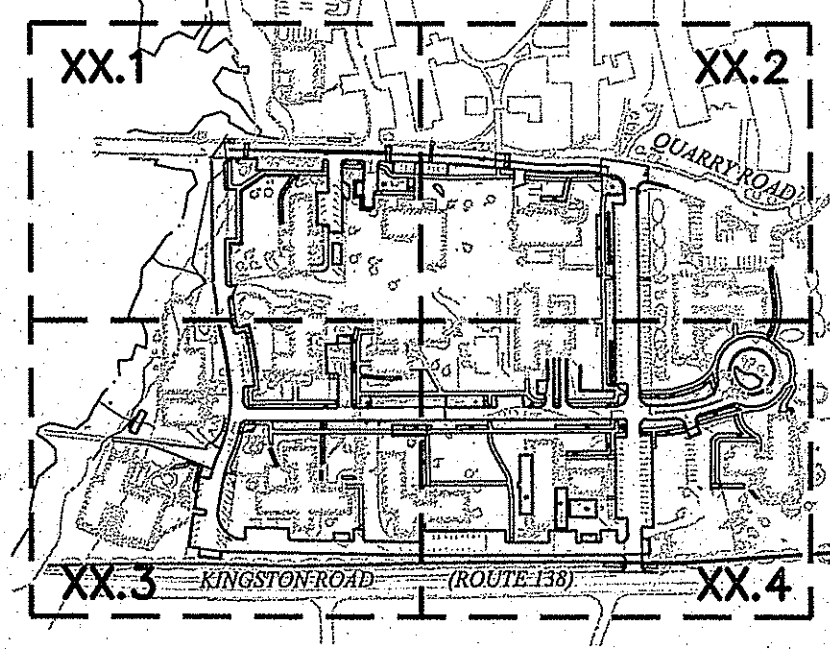 XX.1
XX.2
QUARRY ROAD
XX.3
KINGSTON ROAD
(ROUTE 138)
XX.4